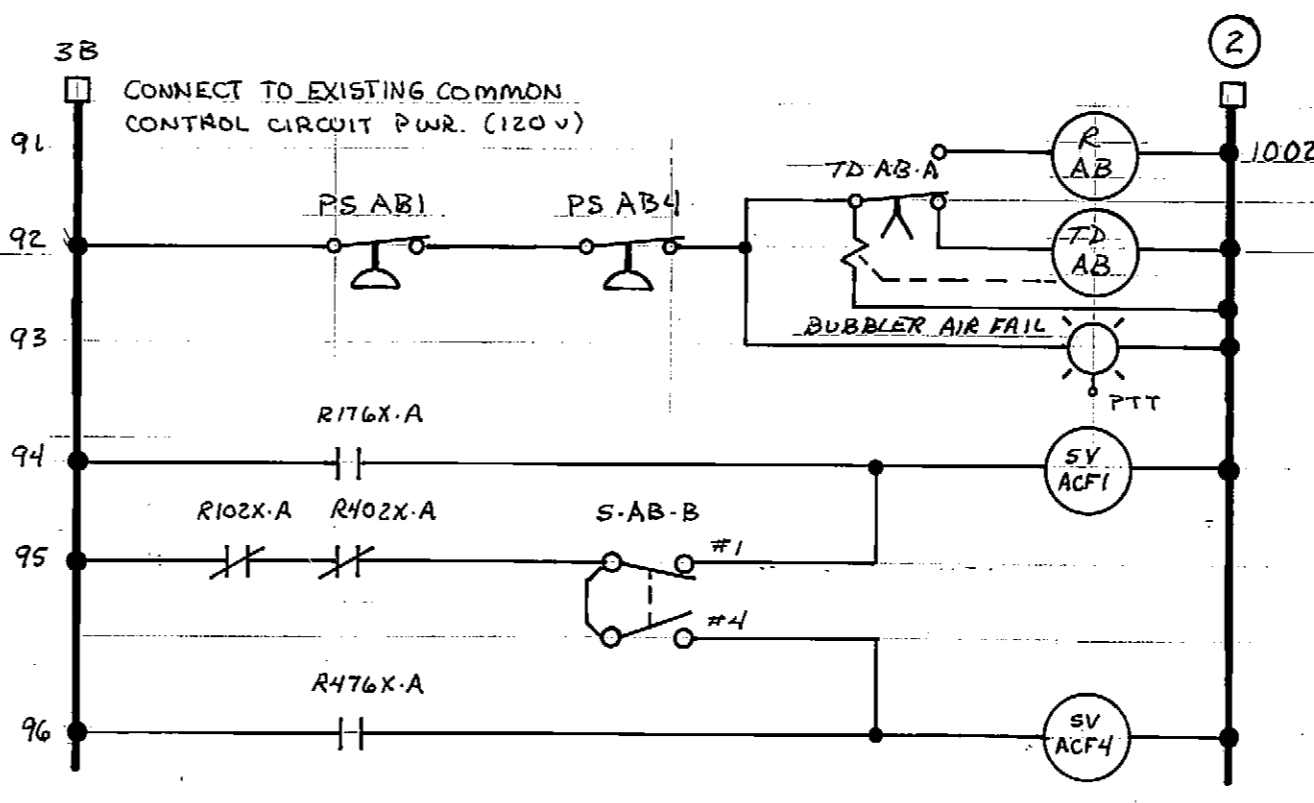 3B
2
CONNECT TO EXISTING COMMON
CONTROL CIRCUIT PWR. (120 V)
91
R
AB
1002
TD AB-A
PS AB1
PS AB4
92
TD
AB
BUBBLER AIR FAIL
93
PTT
R176X-A
94
SV
ACF1
R102X-A
R402X-A
S-AB-B
95
#1
#4
R476X-A
96
SV
ACF4